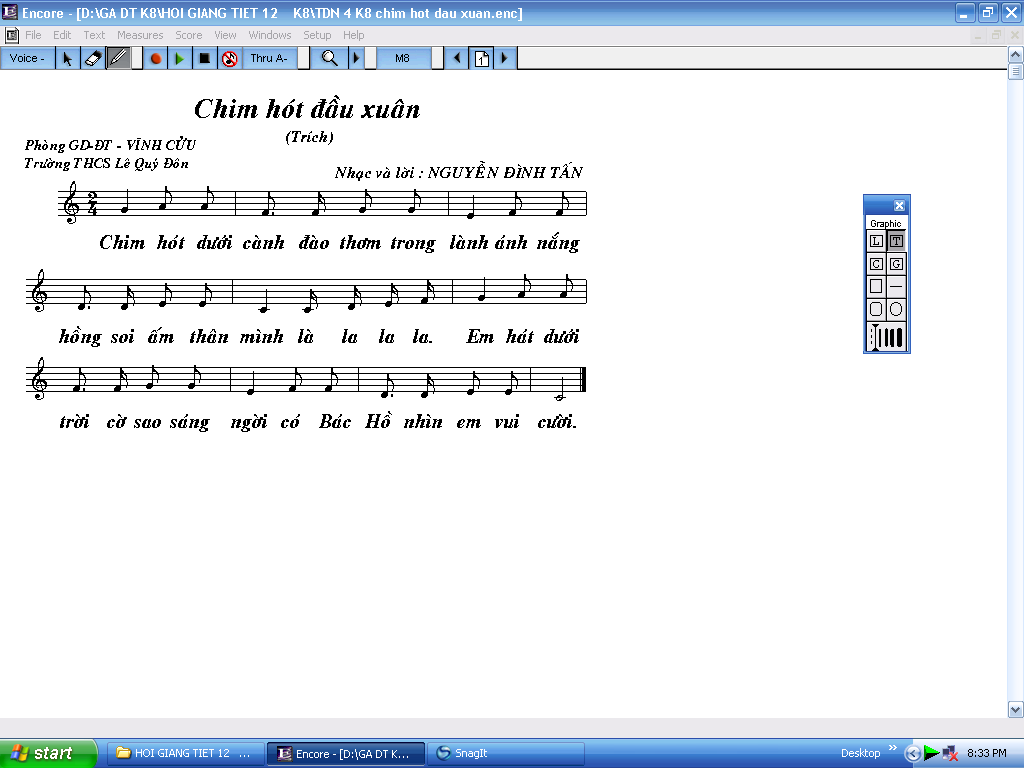 Encore - [D:\GA DT K8\HOI GIANG TIET 12    K8\TDN 4 K8 chim hot dau xuan.enc]
File Edit Text Measures Score View Windows Setup Help
Voice - Thru A- M8 1
Chim hót đầu xuân
(Trích)
Phòng GD-ĐT - VĨNH CỬU
Trường THCS Lê Quý Đôn
Nhạc và lời : NGUYỄN ĐÌNH TẤN
2
4
Chim hót dưới cành đào thơm trong lành ánh nắng
hồng soi ấm thân mình là la la la. Em hát dưới
trời cờ sao sáng ngời có Bác Hồ nhìn em vui cười.
Graphic
L T
C G
start HOI GIANG TIET 12 ... Encore - [D:\GA DT K... SnagIt Desktop 8:33 PM